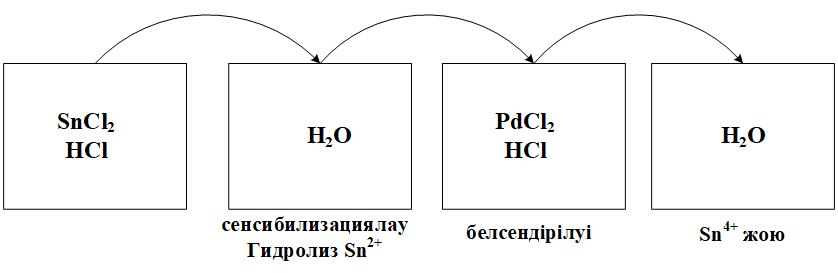 SnCl₂
HCl
H₂O
PdCl₂
HCl
H₂O
сенсибилизациялау
Гидролиз Sn²⁺
белсендірілуі
Sn⁴⁺ жою